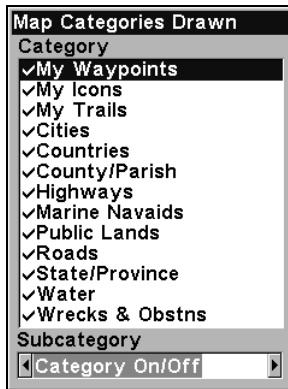 Map Categories Drawn
Category
✓My Waypoints
✓My Icons
✓My Trails
✓Cities
✓Countries
✓County/Parish
✓Highways
✓Marine Navaids
✓Public Lands
✓Roads
✓State/Province
✓Water
✓Wrecks & Obstns
Subcategory
Category On/Off